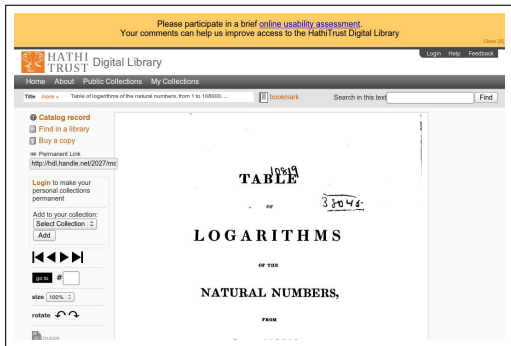 Please participate in a brief online usability assessment.
Your comments can help us improve access to the HathiTrust Digital Library
Close [X]
HATHI TRUST Digital Library
Login Help Feedback
Home About Public Collections My Collections
Title more » Table of logarithms of the natural numbers, from 1 to 108000. ...
bookmark
Search in this text
Find
Catalog record
Find in a library
Buy a copy
Permanent Link
http://hdl.handle.net/2027/mc
Login to make your
personal collections
permanent
Add to your collection:
Select Collection
Add
go to #
size 100%
rotate
10819
TABLE
OF
LOGARITHMS
OF THE
NATURAL NUMBERS,
FROM